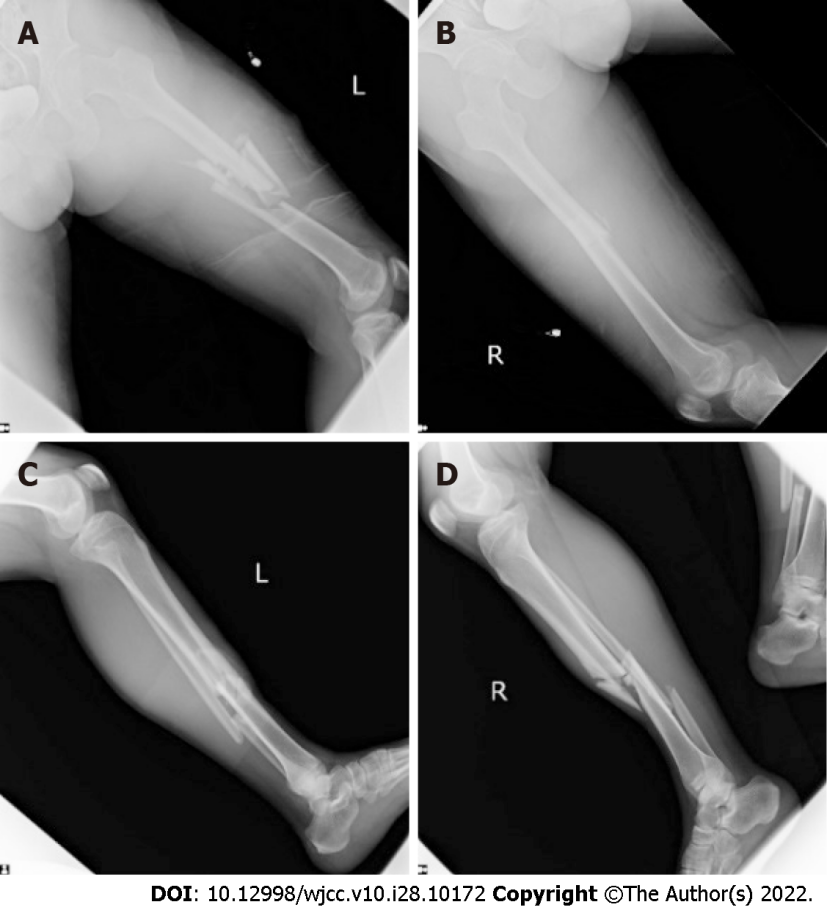 A
B
L
R
C
D
L
R
DOI: 10.12998/wjcc.v10.i28.10172 Copyright ©The Author(s) 2022.